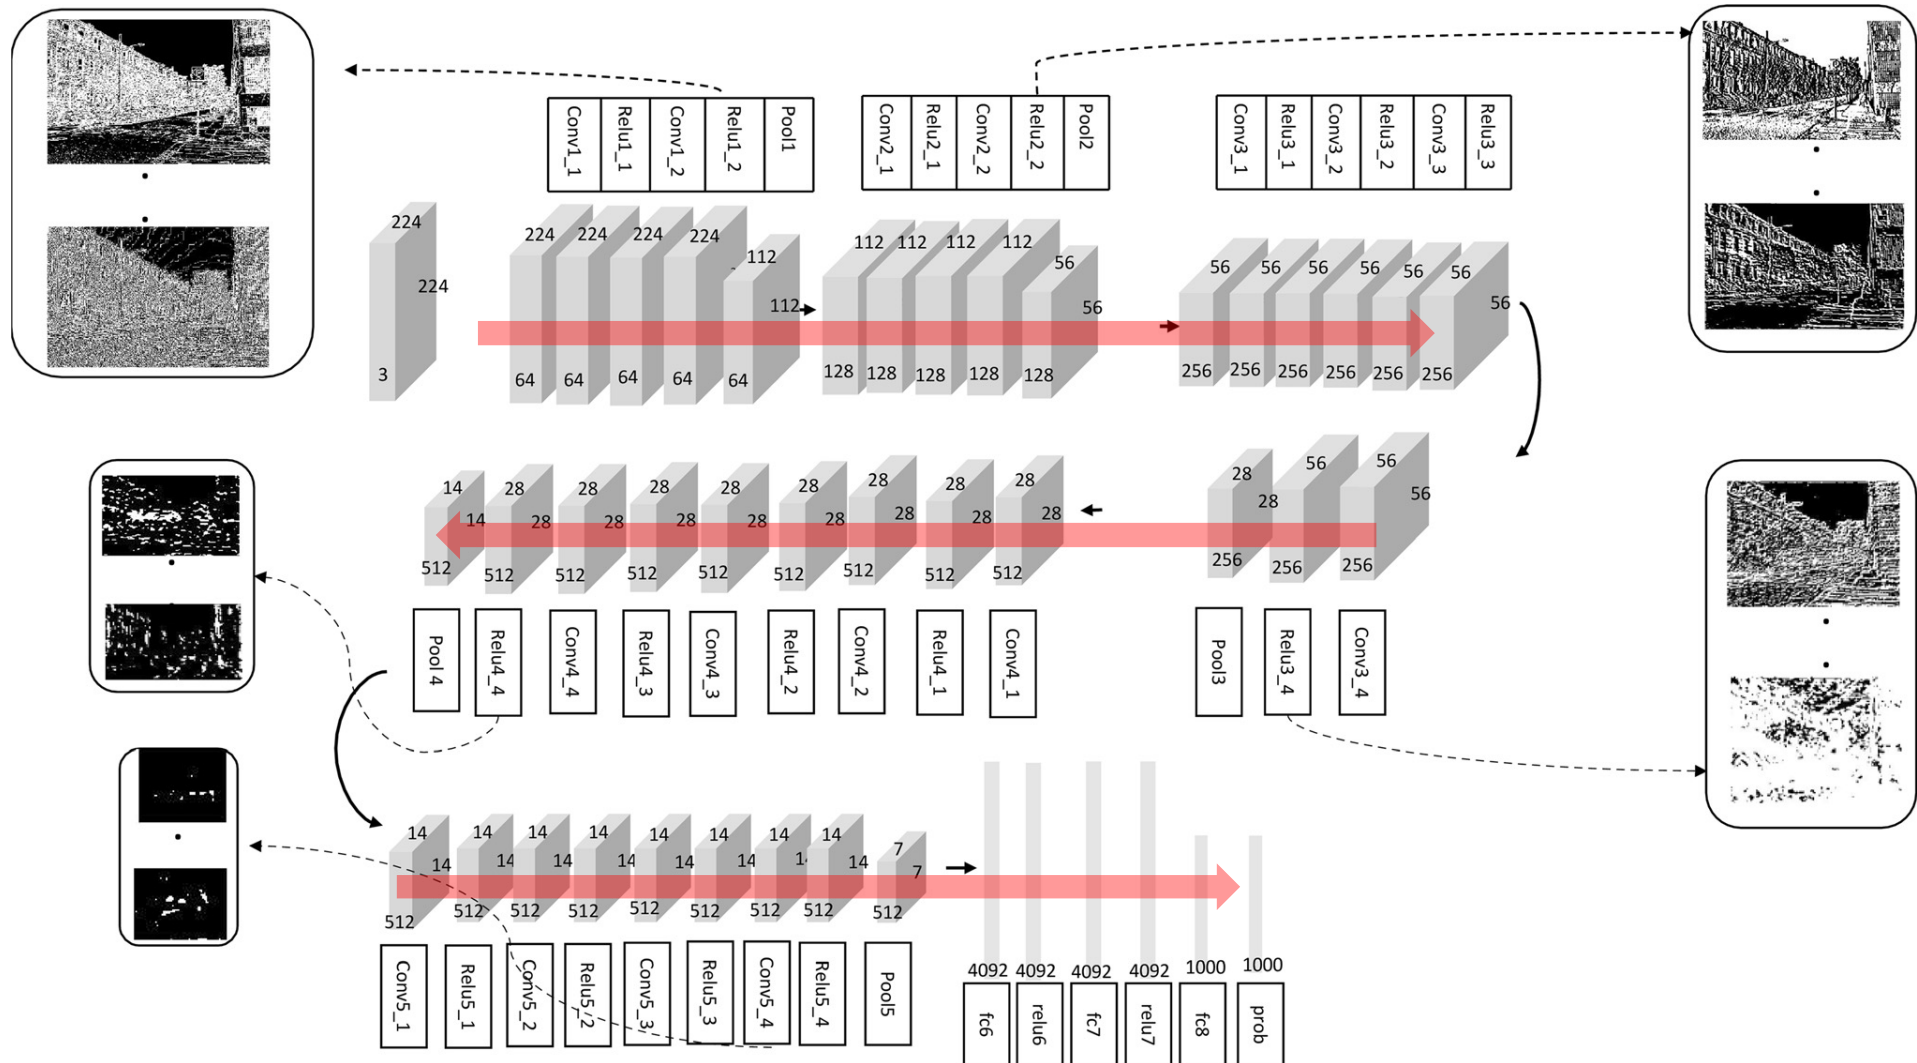 Conv1_1 Relu1_1 Conv1_2 Relu1_2 Pool1
Conv2_1 Relu2_1 Conv2_2 Relu2_2 Pool2
Conv3_1 Relu3_1 Conv3_2 Relu3_2 Conv3_3 Relu3_3
224 224 3
224 224 224 224 112 112
64 64 64 64 64
112 112 112 112 56 56
128 128 128 128 128
56 56 56 56 56 56 56
256 256 256 256 256 256
14 28 28 28 28 28 28 28 28
14 28 28 28 28 28 28 28 28
512 512 512 512 512 512 512 512 512
28 56 56
28 56
256 256 256
Pool4 Relu4_4 Conv4_4 Relu4_3 Conv4_3 Relu4_2 Conv4_2 Relu4_1 Conv4_1
Pool3 Relu3_4 Conv3_4
14 14 14 14 14 14 14 14 7
14 14 14 14 14 14 14 7
512 512 512 512 512 512 512 512 512
4092 4092 4092 4092 1000 1000
Conv5_1 Relu5_1 Conv5_2 Relu5_2 Conv5_3 Relu5_3 Conv5_4 Relu5_4 Pool5
fc6 relu6 fc7 relu7 fc8 prob